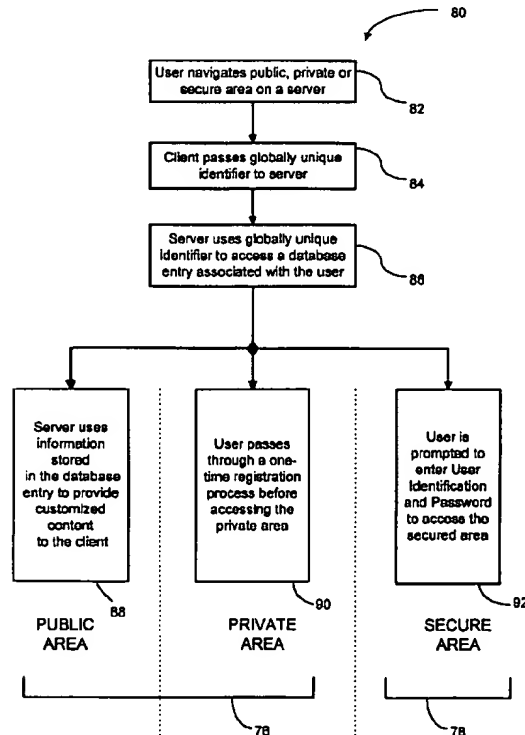 80
User navigates public, private or
secure area on a server
82
Client passes globally unique
identifier to server
84
Server uses globally unique
identifier to access a database
entry associated with the user
86
Server uses
information
stored
in the database
entry to provide
customized
content
to the client
88
PUBLIC
AREA
User passes
through a one-
time registration
process before
accessing the
private area
90
PRIVATE
AREA
User is
prompted to
enter User
Identification
and Password
to access the
secured area
92
SECURE
AREA
78
78